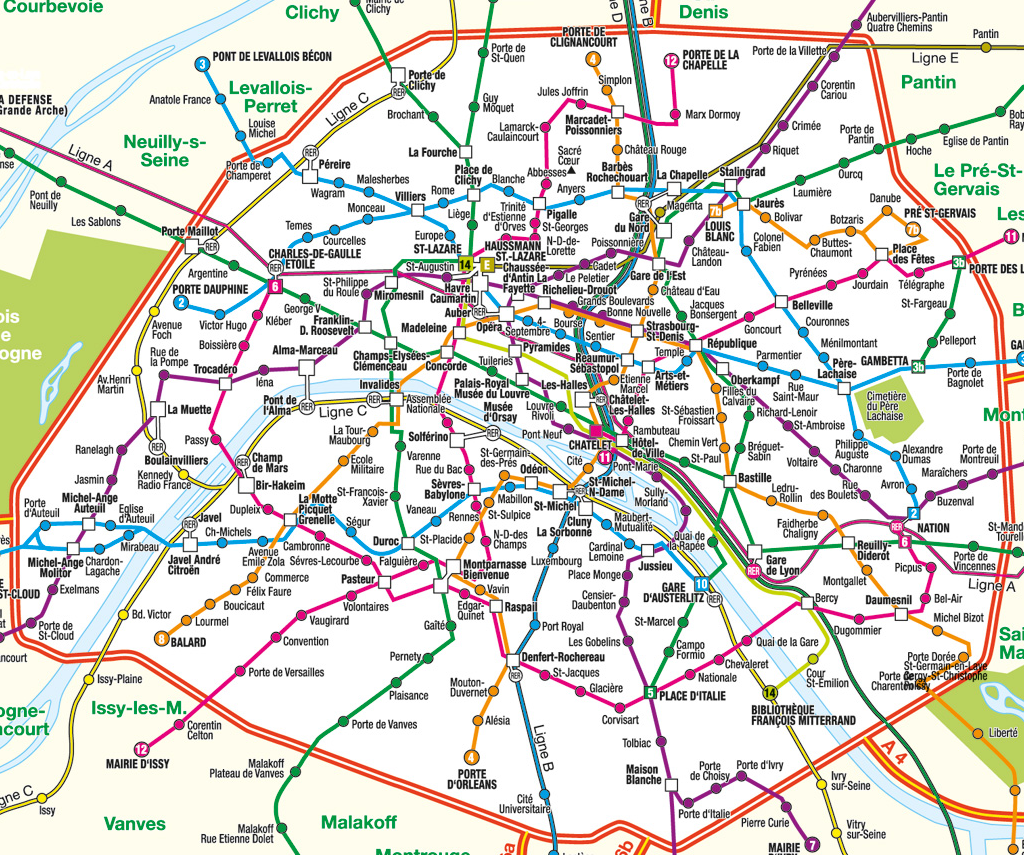 Courbevoie
Clichy
Mairie de
Clichy
Ligne D
Ligne B
Denis
Aubervilliers-Pantin
Quatre Chemins
Pantin
Ligne E
Porte de la Villette
PORTE DE
CLIGNANCOURT
4
PORTE DE LA
CHAPELLE
12
Porte de
St-Quen
3
PONT DE LEVALLOIS BÉCON
Porte de
Clichy
RER
Simplon
Pantin
Corentin
Cariou
A DEFENSE
Grande Arche)
Anatole France
Levallois-
Perret
Ligne C
Guy
Moquet
Jules Joffrin
Marcadet-
Poissonniers
Marx Dormoy
Brochant
Louise
Michel
Lamarck-
Caulaincourt
Crimée
Porte de
Pantin
Eglise de Pantin
Hoche
Neuilly-s-
Seine
Ligne A
Porte de
Champeret
RER
Péreire
La Fourche
Sacré
Cœur
Abbesses
Château Rouge
Barbès
Rochechouart
Riquet
Ourcq
Le Pré-St-
Gervais
Pont de
Neuilly
Wagram
Malesherbes
Place de
Clichy
Blanche
Anyers
La Chapelle
Stalingrad
Laumière
Les Sablons
Monceau
Villiers
Rome
Liège
Trinité
d'Estienne
d'Orves
Pigalle
St-Georges
Magenta
RER
Gare
du Nord
7b
LOUIS
BLANC
Jaurès
Bolivar
Botzaris
Danube
PRÉ ST-GERVAIS
7b
Porte Maillot
RER
Ternes
Courcelles
Europe
ST-LAZARE
HAUSSMANN
ST.-LAZARE
N-D-de-
Lorette
Poissonnière
Colonel
Fabien
Buttes-
Chaumont
Place
des Fêtes
11
CHARLES-DE-GAULLE
ETOILE
RER
6
Argentine
14
E
Chaussée-
d'Antin La
Fayette
Cadet
Le Peletier
Château-
Landon
Gare de l'Est
Pyrénées
Jourdain
Télégraphe
3b
PORTE DES L
PORTE DAUPHINE
2
St-Philippe
du Roule
St-Augustin
Miromesnil
Havre
Caumartin
Richelieu-Drouot
Grands Boulevards
Bonne Nouvelle
Château d'Eau
Jacques
Bonsergent
Belleville
St-Fargeau
Victor Hugo
George V
Kléber
Franklin-
D. Roosevelt
Auber
RER
Opéra
4-
Septembre
Bourse
Sentier
Strasbourg-
St-Denis
Goncourt
Couronnes
Avenue
Foch
Boissière
Madeleine
Pyramides
République
Ménilmontant
Pelleport
Rue de
la Pompe
Alma-Marceau
Champs-Elysées-
Clémenceau
Concorde
Tuileries
Réaumur
Sébastopol
Temple
Parmentier
Père-
Lachaise
GAMBETTA
3b
Porte de
Bagnolet
Trocadéro
Iéna
Invalides
Palais-Royal
Musée du Louvre
Les-Halles
Etienne
Marcel
Arts-et-
Métiers
Oberkampf
Filles du
Calvaire
Rue
Saint-Maur
Av.Henri
Martin
La Muette
Pont de
l'Alma
RER
Ligne C
RER
Assemblée
Nationale
Musée
d'Orsay
Louvre
Rivoli
RER
Châtelet-
Les-Halles
St-Sébastien
Froissart
Richard-Lenoir
St-Ambroise
Cimetière
du Père
Lachaise
Montr
Passy
La Tour-
Maubourg
Solférino
RER
Pont Neuf
CHATELET
11
Rambuteau
Hôtel-
de Ville
Chemin Vert
Bréguet-
Sabin
Philippe
Auguste
Alexandre
Dumas
Porte de
Montreuil
Ranelagh
RER
Boulainvilliers
Champ
de Mars
RER
Ecole
Militaire
Varenne
Rue du Bac
St-Germain-
des-Prés
Odéon
Cité
Pont-Marie
St-Paul
Voltaire
Charonne
Maraîchers
Kennedy
Radio France
Bir-Hakeim
Jasmin
St-François-
Xavier
Sèvres-
Babylone
Mabillon
St-Michel
N-Dame
RER
Sully-
Morland
Bastille
Ledru-
Rollin
Rue
des Boulets
Avron
Buzenval
Porte
d'Auteuil
Michel-Ange
Auteuil
Eglise
d'Auteuil
Dupleix
La Motte
Picquet
Grenelle
Vaneau
St-Sulpice
St-Michel
Cluny
La Sorbonne
Maubert-
Mutualité
Faidherbe
Chaligny
2
RER
NATION
6
St-Mandé
Tourelle
Javel
RER
Ch-Michels
Ségur
Rennes
St-Placide
N-D-des
Champs
Quai de
la Rapée
Mirabeau
Javel André
Citroën
Avenue
Emile Zola
Cambronne
Sévres-Lecourbe
Duroc
Falguière
Luxembourg
Cardinal
Lemoine
Jussieu
Gare
de Lyon
RER
Reuilly-
Diderot
Porte de
Vincennes
Picpus
Michel-Ange
Molitor
Chardon-
Lagache
Commerce
Pasteur
Montparnasse
Bienvenue
Place Monge
GARE
D'AUSTERLITZ
10
RER
Montgallet
Ligne A
ST-CLOUD
Exelmans
Félix Faure
Boucicaut
Volontaires
Vavin
Edgar-
Quinet
Raspail
Censier-
Daubenton
Bercy
Daumesnil
Bel-Air
Bd. Victor
Lourmel
Vaugirard
Gaîté
Port Royal
St-Marcel
Dugommier
Michel Bizot
Porte de
St-Cloud
8
BALARD
Convention
Les Gobelins
Campo
Formio
Quai de la Gare
Pernety
Denfert-Rochereau
RER
Chevaleret
Porte Dorée
St-Germain-en-Laye
Cergy-St-Christophe
Poissy
Porte de
Charenton
Porte de Versailles
St-Jacques
Nationale
Cour
St-Emilion
Issy-Plaine
Plaisance
Mouton-
Duvernet
Glacière
5
PLACE D'ITALIE
14
Issy-les-M.
Corentin
Celton
Porte de Vanves
Alésia
Corvisart
BIBLIOTHÈQUE
FRANÇOIS MITTERRAND
Liberté
12
MAIRIE D'ISSY
Ligne B
Tolbiac
A 4
4
PORTE
D'ORLEANS
Maison
Blanche
Porte
de Choisy
Porte d'Ivry
Ivry
sur-Seine
Malakoff
Plateau de Vanves
Cité
Universitaire
Porte d'Italie
Pierre Curie
Issy
Vanves
Malakoff
Rue Etienne Dolet
Malakoff
Vitry
sur-Seine
7
MAIRIE
Montrouge